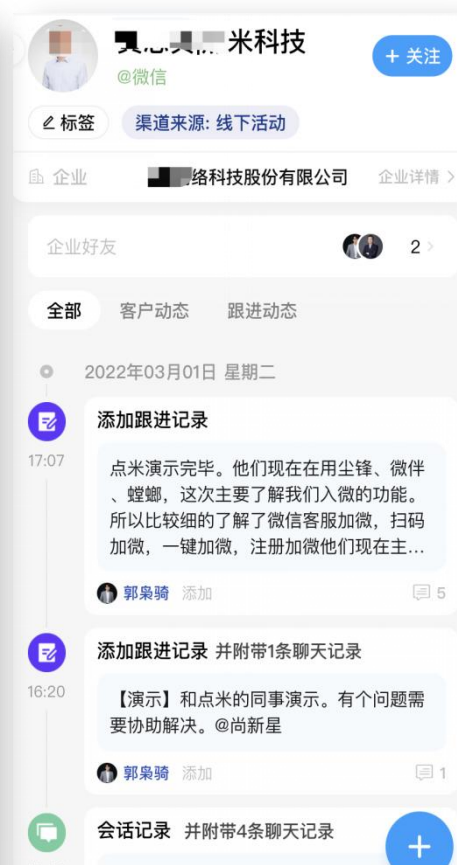 米科技
+ 关注
@微信
标签
渠道来源: 线下活动
企业
络科技股份有限公司
企业详情 >
企业好友
2 >
全部
客户动态
跟进动态
2022年03月01日 星期二
添加跟进记录
17:07
点米演示完毕。他们现在在用尘锋、微伴
、螳螂，这次主要了解我们入微的功能。
所以比较细的了解了微信客服加微，扫码
加微，一键加微，注册加微他们现在主...
郭枭骑 添加
5
添加跟进记录 并附带1条聊天记录
16:20
【演示】和点米的同事演示。有个问题需
要协助解决。@尚新星
郭枭骑 添加
1
会话记录 并附带4条聊天记录
+